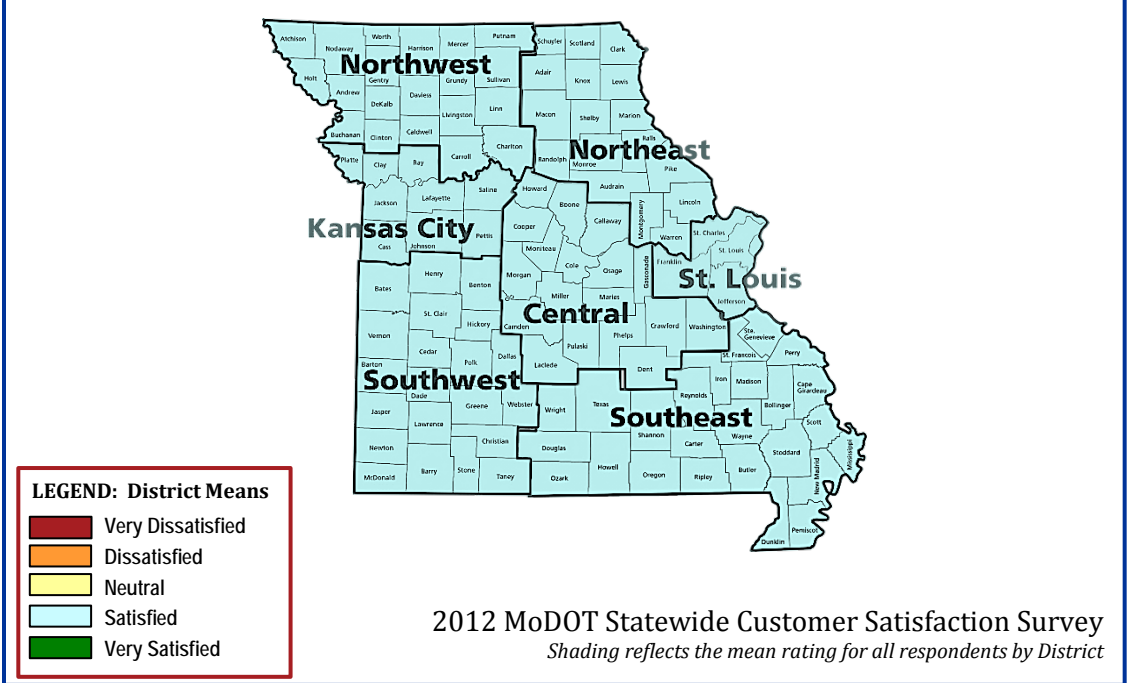 Atchison
Nodaway
Worth
Harrison
Mercer
Putnam
Schuyler
Scotland
Clark
Northwest
Holt
Gentry
Grundy
Sullivan
Adair
Knox
Lewis
Andrew
DeKalb
Daviess
Livingston
Linn
Macon
Shelby
Marion
Buchanan
Clinton
Caldwell
Carroll
Chariton
Randolph
Monroe
Ralls
Northeast
Platte
Clay
Ray
Pike
Saline
Howard
Audrain
Jackson
Lafayette
Boone
Callaway
Montgomery
Lincoln
Kansas City
Cass
Johnson
Pettis
Cooper
Moniteau
Warren
St. Charles
St. Louis
Henry
Benton
Morgan
Cole
Osage
Gasconade
Franklin
St. Louis
Bates
Miller
Maries
Jefferson
St. Clair
Hickory
Camden
Central
Phelps
Crawford
Washington
Ste.
Genevieve
Vernon
Cedar
Polk
Dallas
Laclede
Pulaski
Dent
St. Francois
Perry
Barton
Southwest
Dade
Iron
Madison
Cape
Girardeau
Jasper
Greene
Webster
Wright
Texas
Reynolds
Bollinger
Southeast
Lawrence
Shannon
Wayne
Scott
Newton
Christian
Douglas
Carter
Stoddard
Mississippi
McDonald
Barry
Stone
Taney
Ozark
Howell
Oregon
Ripley
Butler
New Madrid
Pemiscot
Dunklin
LEGEND: District Means
Very Dissatisfied
Dissatisfied
Neutral
Satisfied
Very Satisfied
2012 MoDOT Statewide Customer Satisfaction Survey
Shading reflects the mean rating for all respondents by District